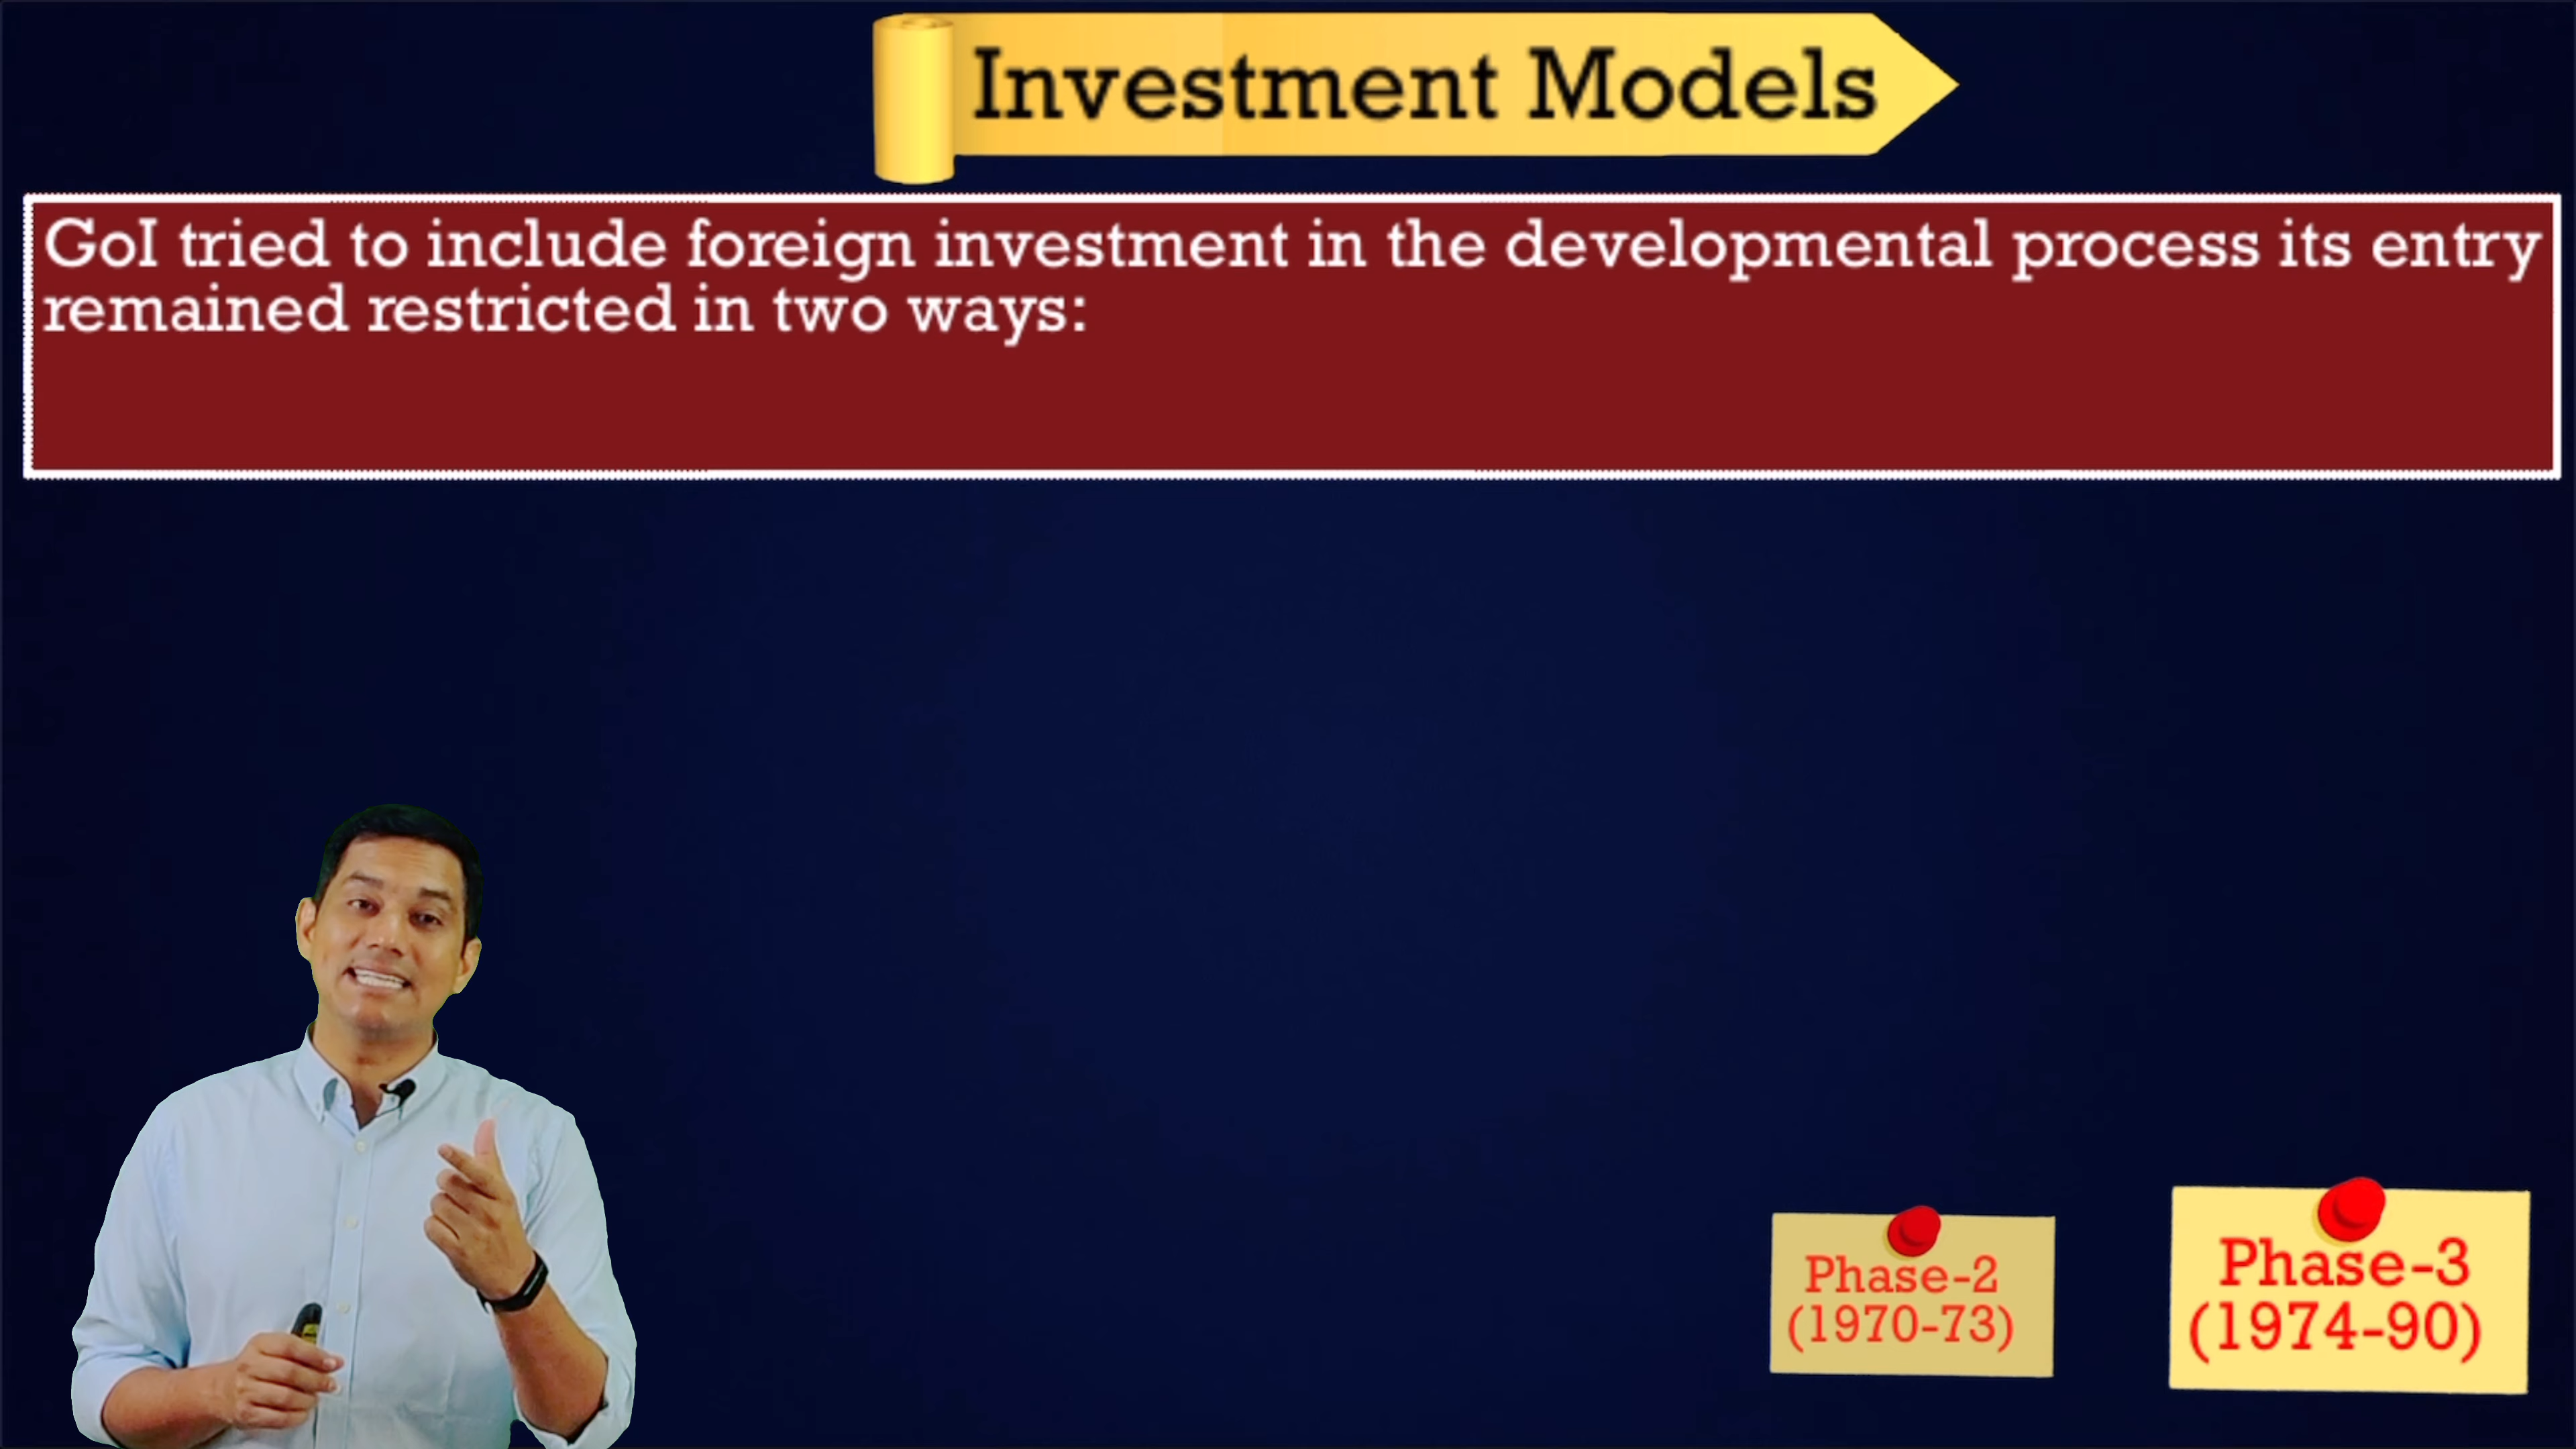 Investment Models
GoI tried to include foreign investment in the developmental process its entry
remained restricted in two ways:
Phase-2
(1970-73)
Phase-3
(1974-90)